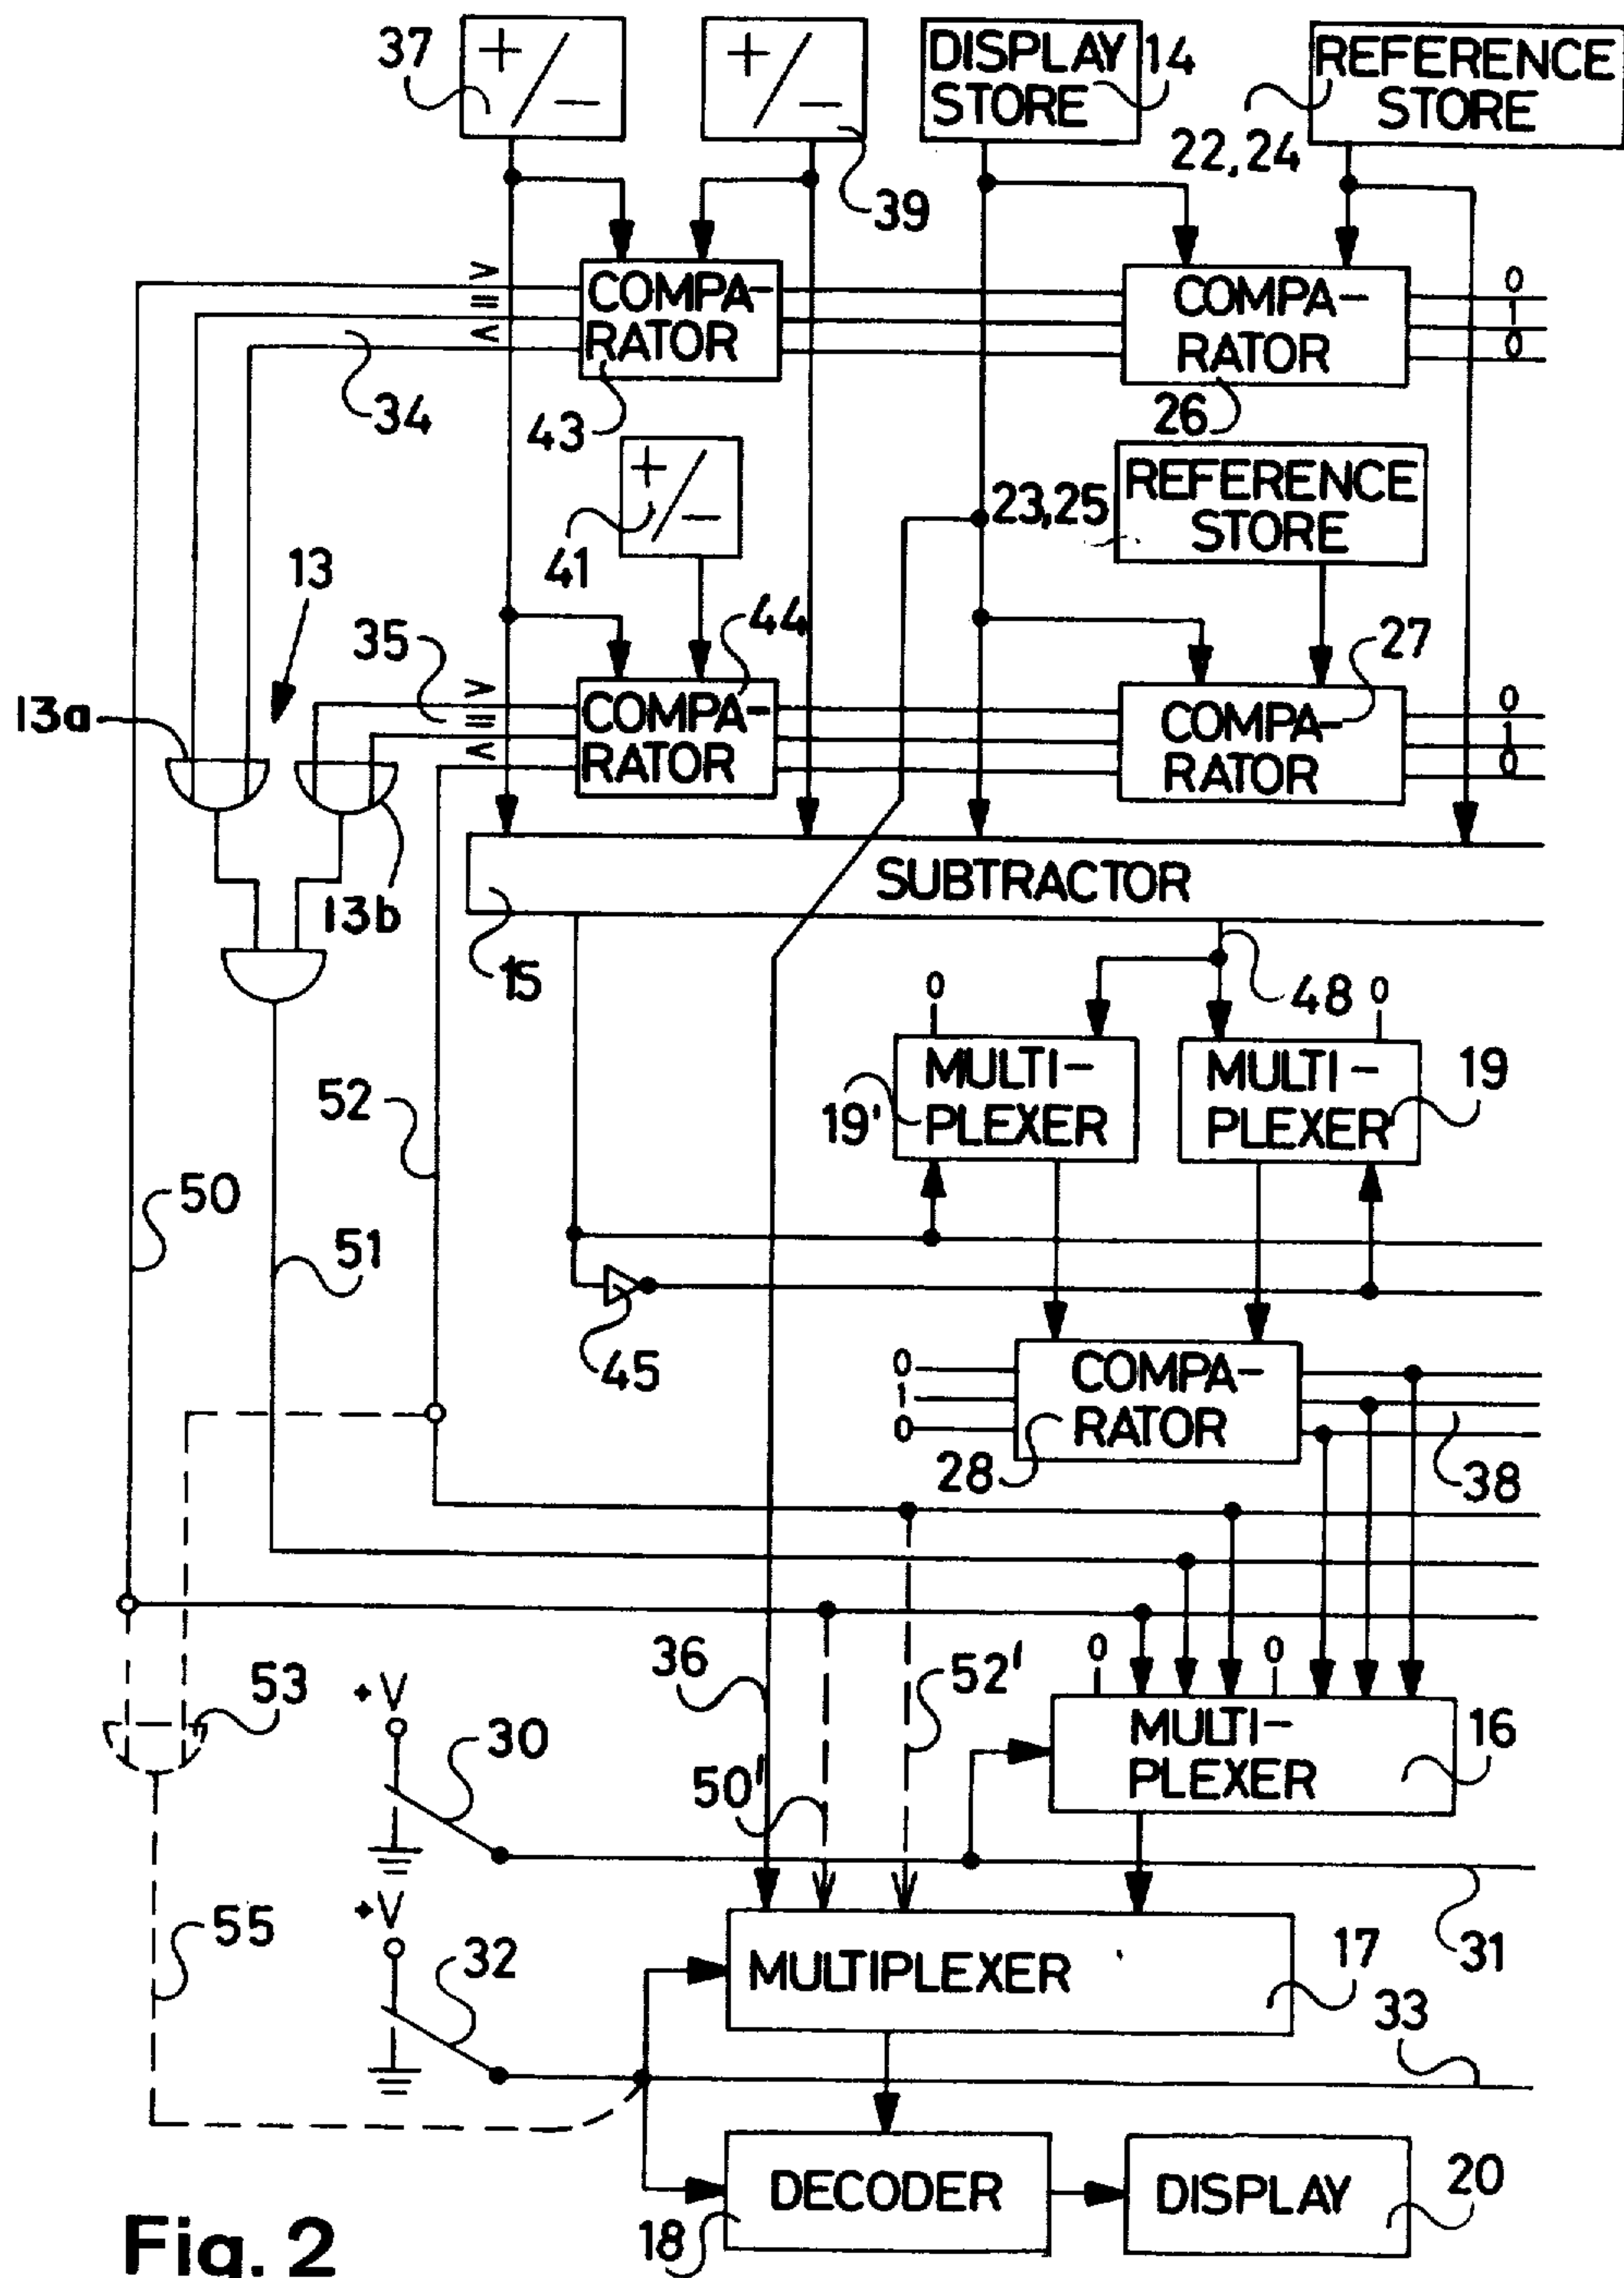 37
+/−
+/−
DISPLAY
STORE
14
REFERENCE
STORE
22,24
39
>
=
<
COMPA-
RATOR
COMPA-
RATOR
0
1
0
34
43
26
+/−
41
23,25
REFERENCE
STORE
13
35
44
27
13a
>
=
<
COMPA-
RATOR
COMPA-
RATOR
0
1
0
13b
SUBTRACTOR
15
48
0
0
MULTI-
PLEXER
MULTI-
PLEXER
19
19'
52
50
51
45
0
1
0
COMPA-
RATOR
28
38
36
52'
0
0
53
+V
30
50'
MULTI-
PLEXER
16
55
+V
32
MULTIPLEXER
17
31
33
DECODER
DISPLAY
20
18
Fig. 2